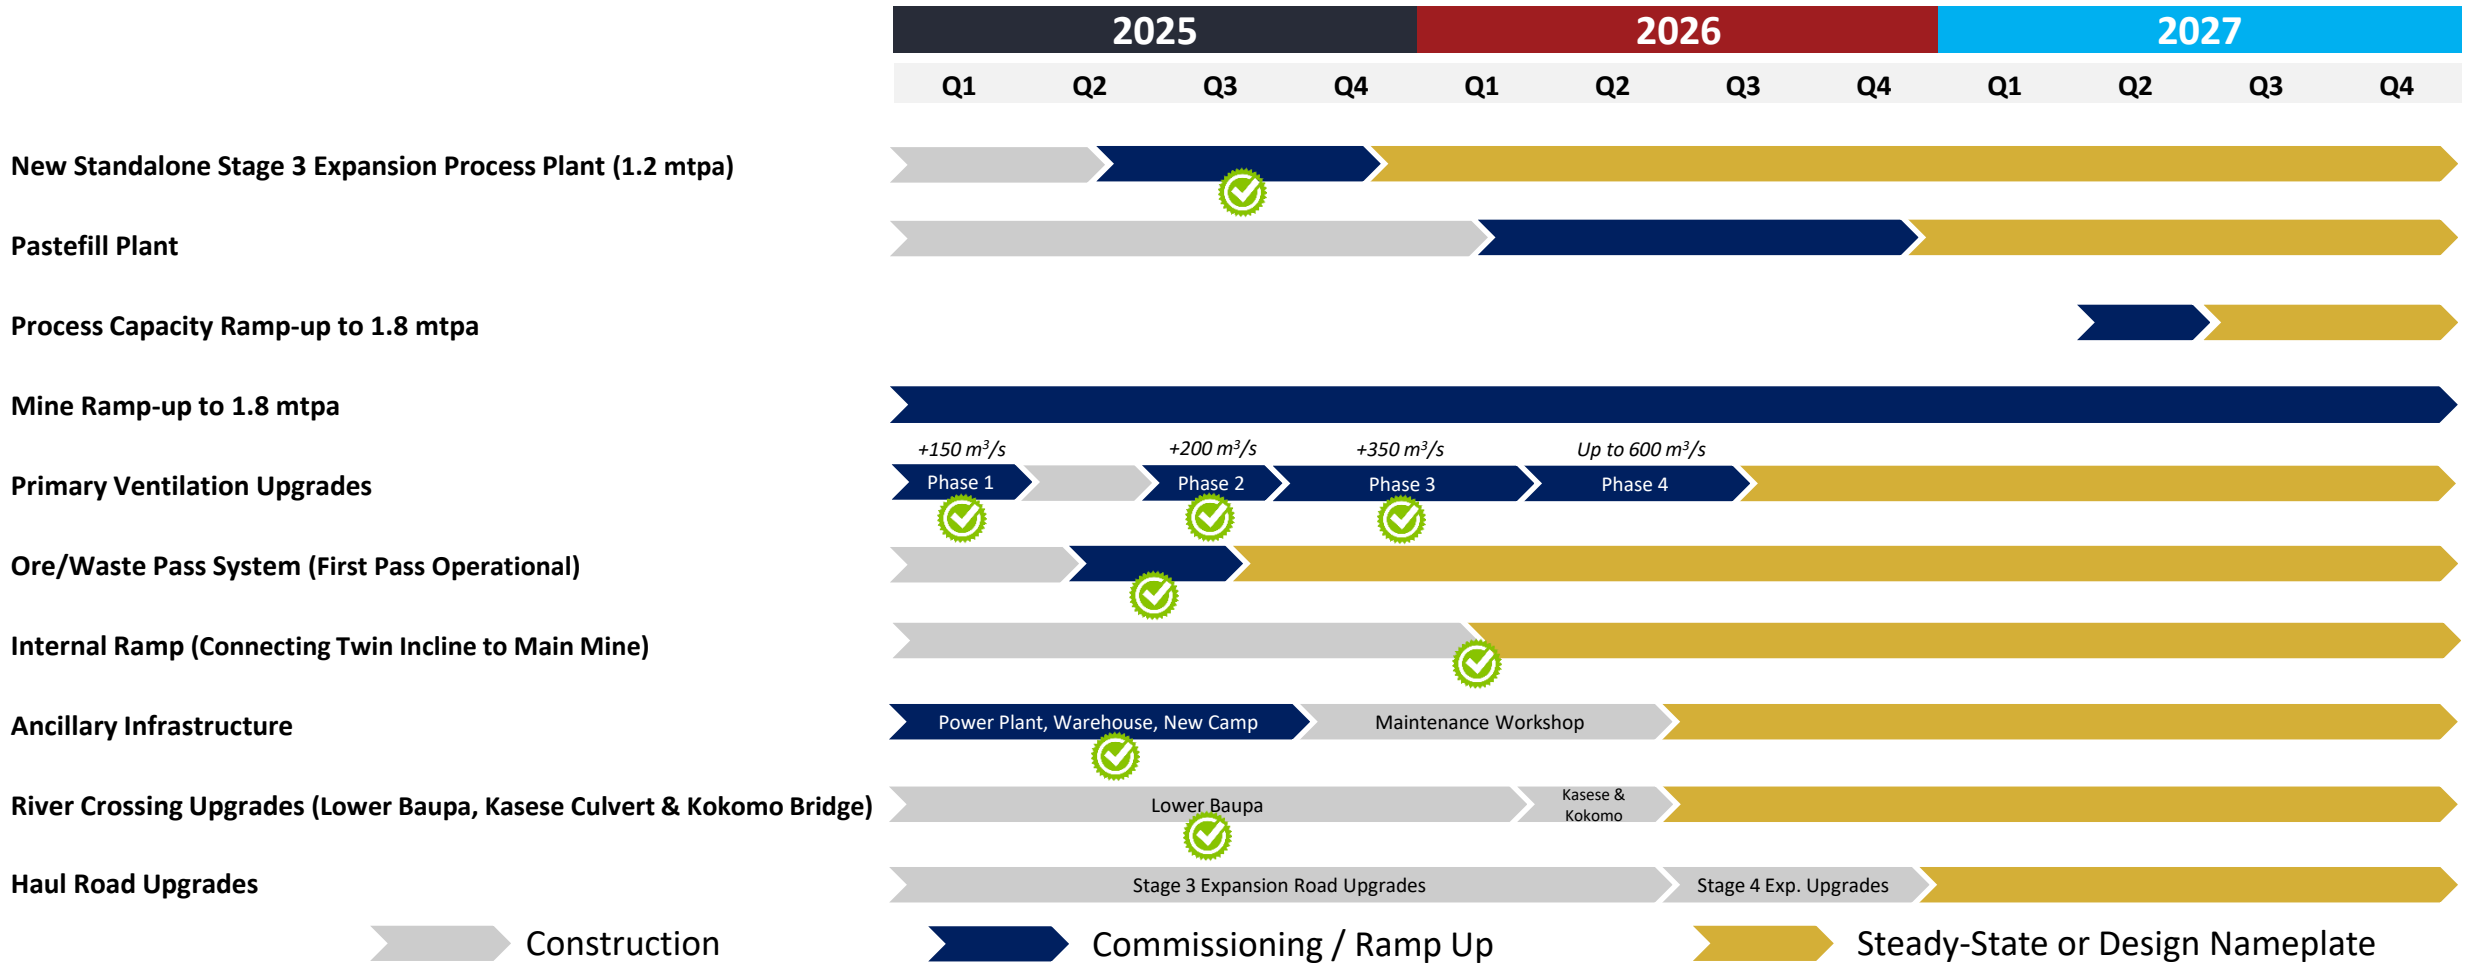 2025 2026 2027
Q1 Q2 Q3 Q4 Q1 Q2 Q3 Q4 Q1 Q2 Q3 Q4
New Standalone Stage 3 Expansion Process Plant (1.2 mtpa)
Pastefill Plant
Process Capacity Ramp-up to 1.8 mtpa
Mine Ramp-up to 1.8 mtpa
+150 m³/s +200 m³/s +350 m³/s Up to 600 m³/s
Primary Ventilation Upgrades Phase 1 Phase 2 Phase 3 Phase 4
Ore/Waste Pass System (First Pass Operational)
Internal Ramp (Connecting Twin Incline to Main Mine)
Ancillary Infrastructure Power Plant, Warehouse, New Camp Maintenance Workshop
River Crossing Upgrades (Lower Baupa, Kasese Culvert & Kokomo Bridge) Lower Baupa Kasese &
Kokomo
Haul Road Upgrades Stage 3 Expansion Road Upgrades Stage 4 Exp. Upgrades
Construction Commissioning / Ramp Up Steady-State or Design Nameplate